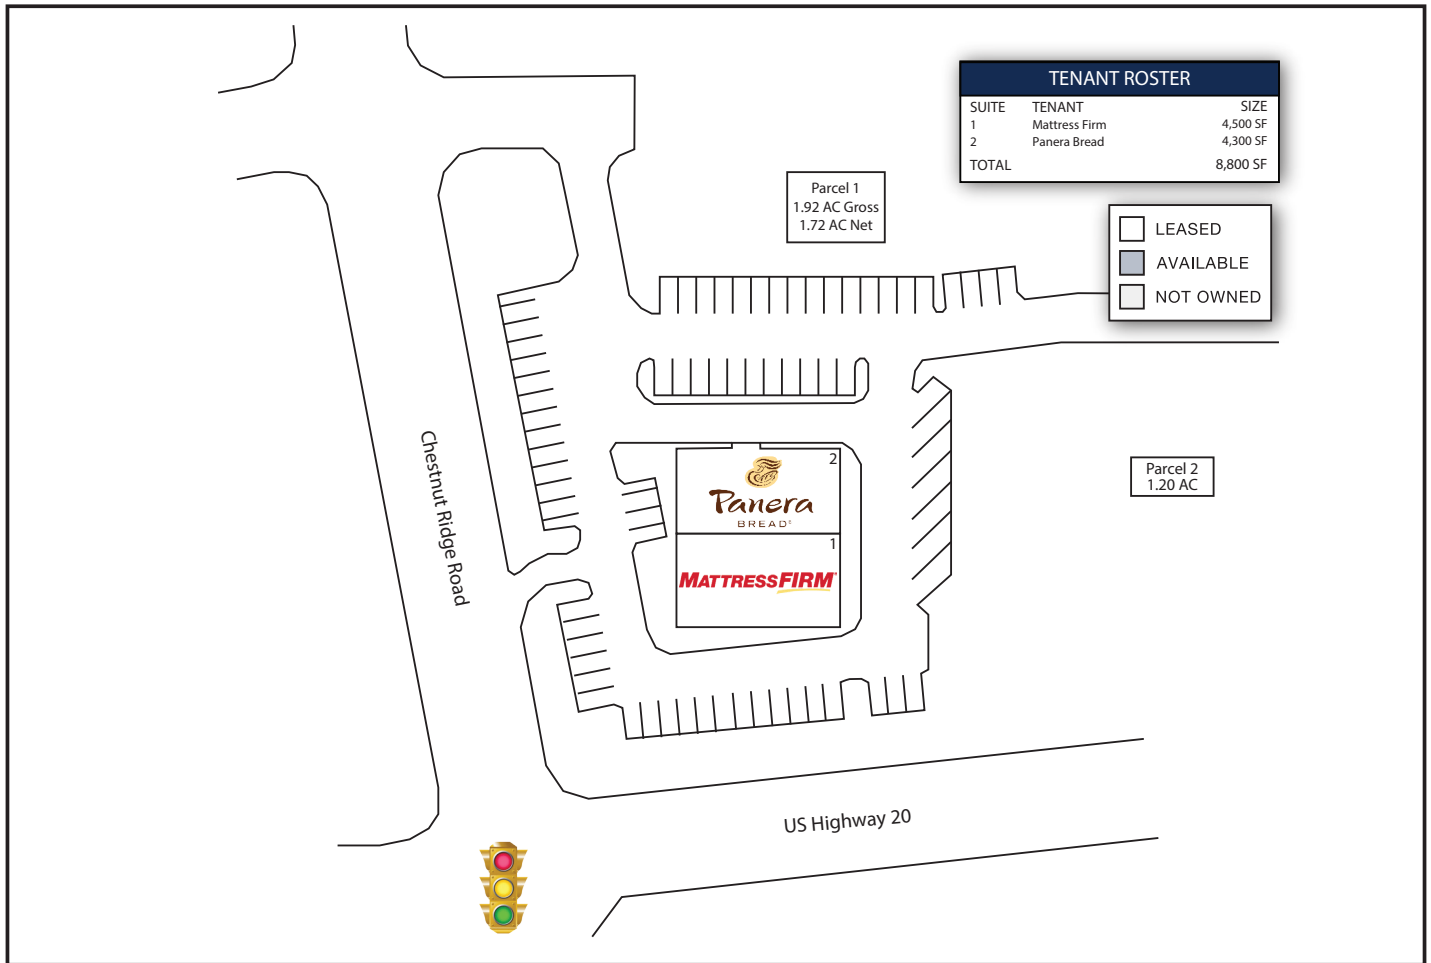 TENANT ROSTER
SUITE TENANT SIZE
1 Mattress Firm 4,500 SF
2 Panera Bread 4,300 SF
TOTAL 8,800 SF
Parcel 1
1.92 AC Gross
1.72 AC Net
LEASED
AVAILABLE
NOT OWNED
2
Panera
BREAD®
1
MATTRESSFIRM
Parcel 2
1.20 AC
Chestnut Ridge Road
US Highway 20